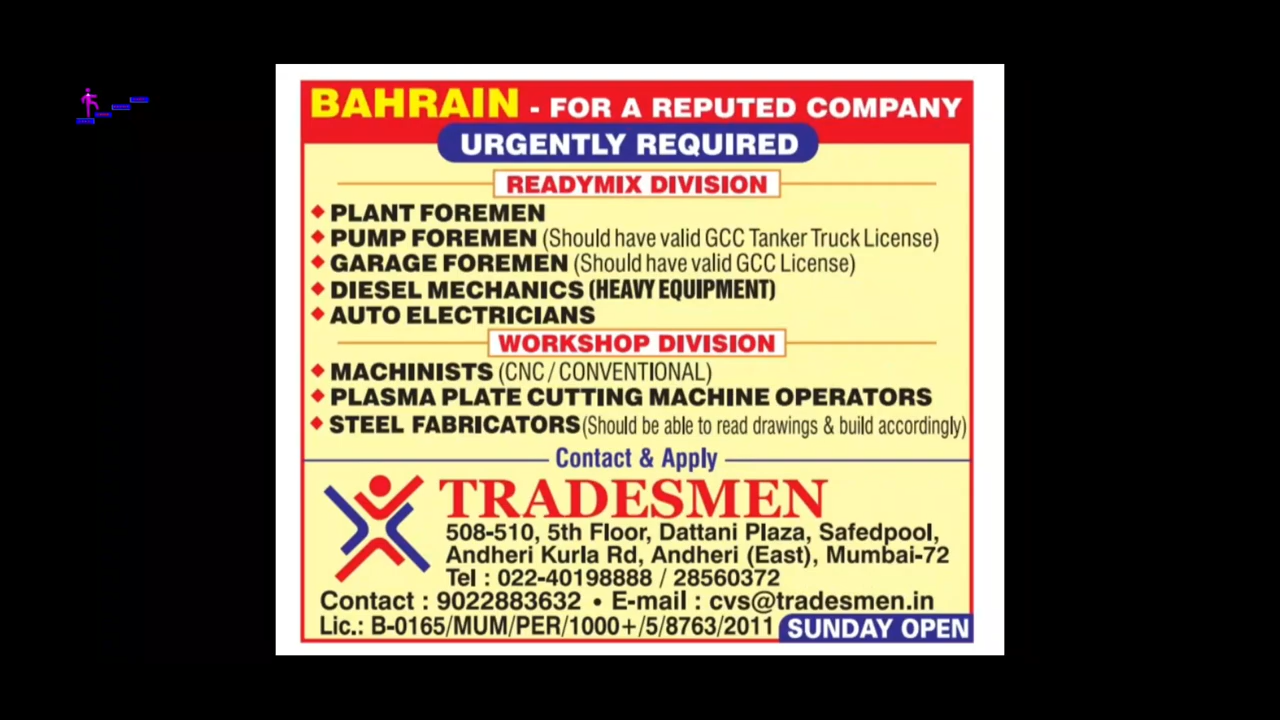 BAHRAIN - FOR A REPUTED COMPANY
URGENTLY REQUIRED
READYMIX DIVISION
◆ PLANT FOREMEN
◆ PUMP FOREMEN (Should have valid GCC Tanker Truck License)
◆ GARAGE FOREMEN (Should have valid GCC License)
◆ DIESEL MECHANICS (HEAVY EQUIPMENT)
◆ AUTO ELECTRICIANS
WORKSHOP DIVISION
◆ MACHINISTS (CNC / CONVENTIONAL)
◆ PLASMA PLATE CUTTING MACHINE OPERATORS
◆ STEEL FABRICATORS (Should be able to read drawings & build accordingly)
Contact & Apply
TRADESMEN
508-510, 5th Floor, Dattani Plaza, Safedpool,
Andheri Kurla Rd, Andheri (East), Mumbai-72
Tel : 022-40198888 / 28560372
Contact : 9022883632 • E-mail : cvs@tradesmen.in
Lic.: B-0165/MUM/PER/1000+/5/8763/2011 SUNDAY OPEN